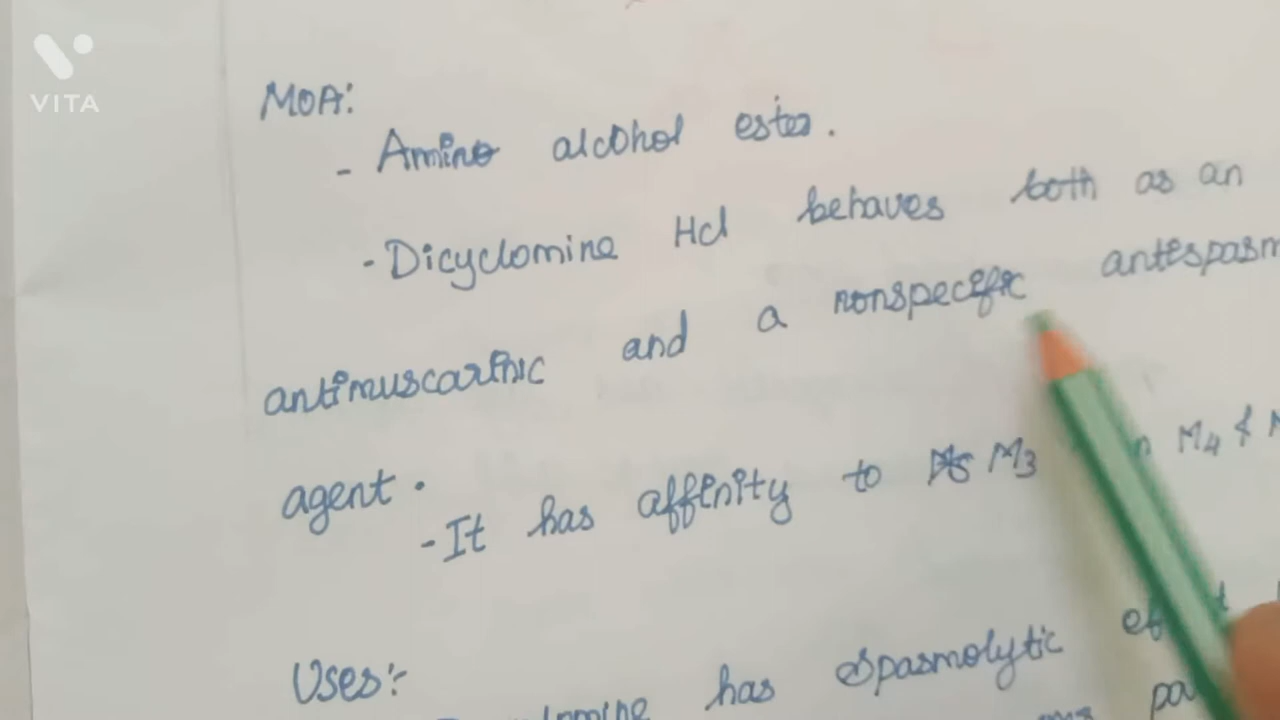 VITA
MOA:
- Amino alcohol ester.
- Dicyclomine Hcl behaves both as an
antimuscarinic and a nonspecific antispasm
agent.
- It has affinity to M3 M4 &
Uses:-
has spasmolytic